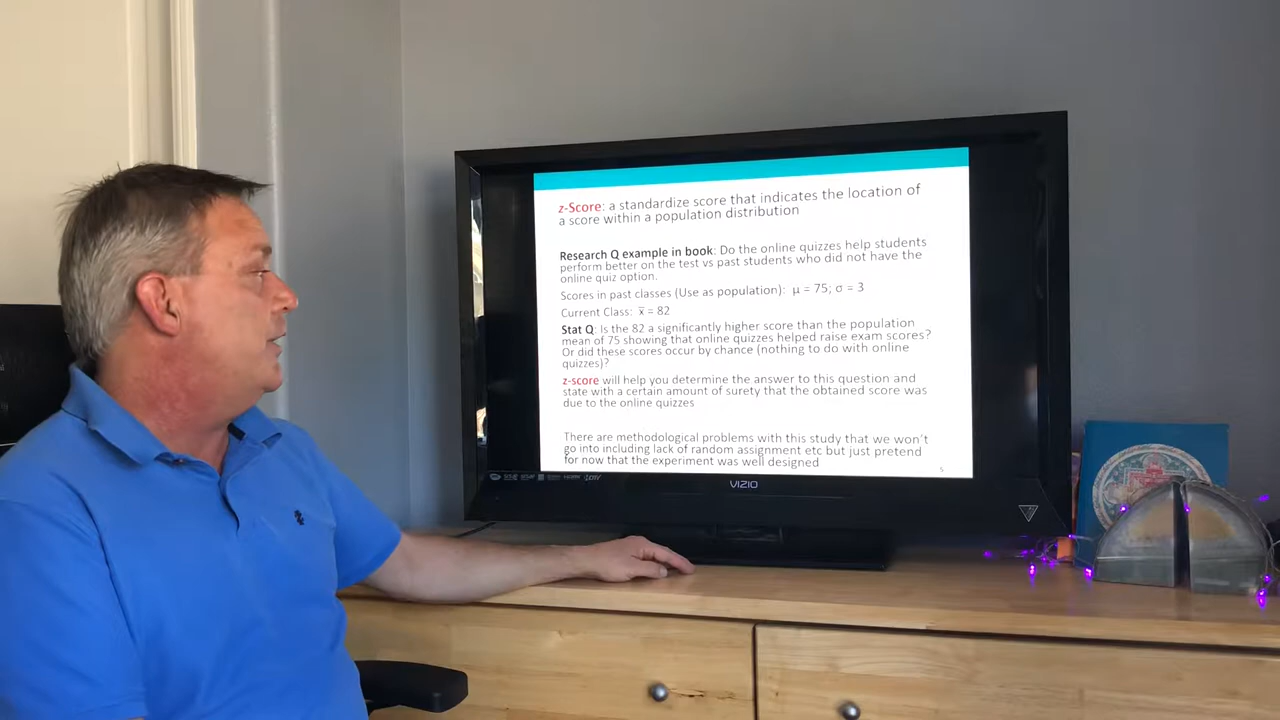 z-Score: a standardize score that indicates the location of
a score within a population distribution
Research Q example in book: Do the online quizzes help students
perform better on the test vs past students who did not have the
online quiz option.
Scores in past classes (Use as population): μ = 75; σ = 3
Current Class: x̅ = 82
Stat Q: Is the 82 a significantly higher score than the population
mean of 75 showing that online quizzes helped raise exam scores?
Or did these scores occur by chance (nothing to do with online
quizzes)?
z-score will help you determine the answer to this question and
state with a certain amount of surety that the obtained score was
due to the online quizzes
There are methodological problems with this study that we won't
go into including lack of random assignment etc but just pretend
for now that the experiment was well designed
5
VIZIO